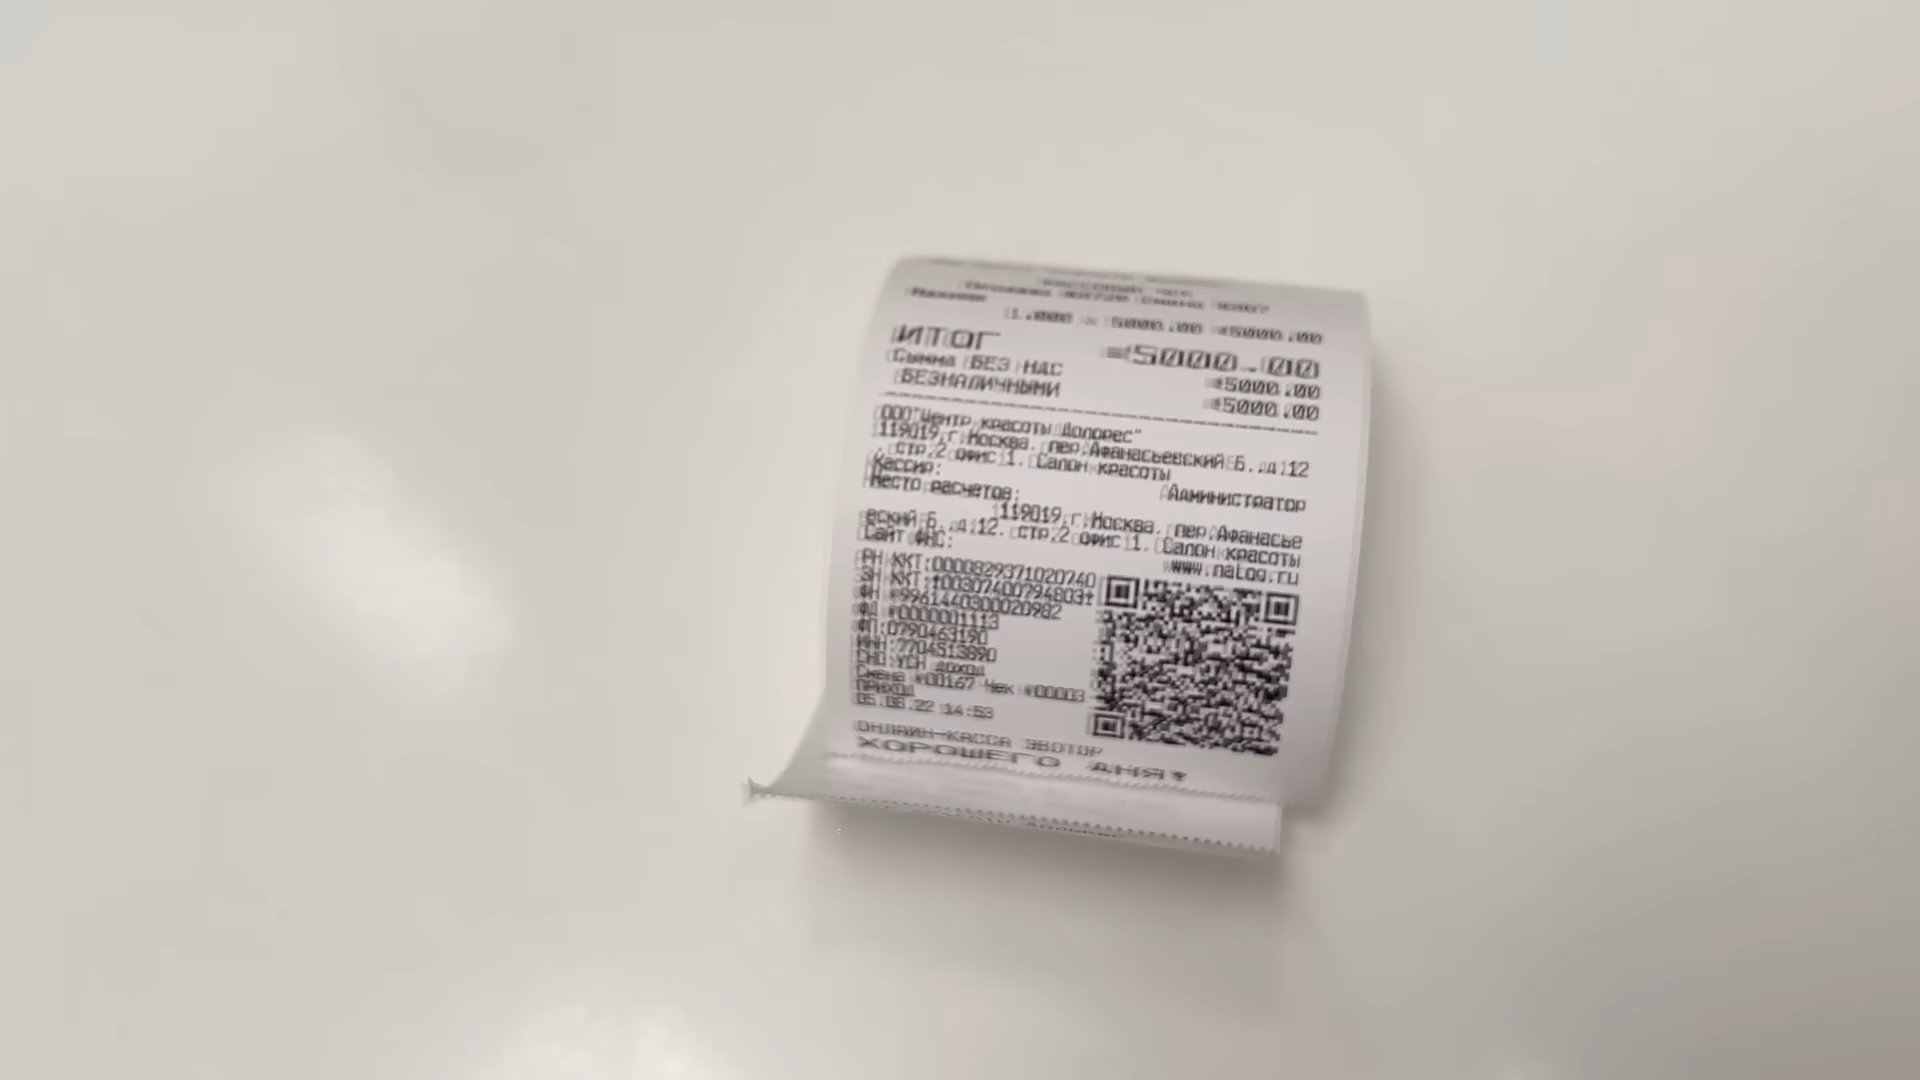 КАССОВЫЙ ЧЕК
1.000 x 5000.00 =5000.00
ИТОГ =5000.00
Сумма БЕЗ НДС =5000.00
БЕЗНАЛИЧНЫМИ =5000.00
ООО"Центр красоты Долорес"
119019,г.Москва. пер.Афанасьевский Б..д.12
. стр.2 офис 1. Салон красоты
Кассир: Администратор
Место расчетов:
119019,г.Москва. пер.Афанасье
вский Б..д.12. стр.2 офис 1. Салон красоты
Сайт ФНС: www.nalog.ru
РН ККТ:0000829371020740
ЗН ККТ:1003074007948031
ФН #9961440300020982
ФД #0000001113
ФП:0790463190
ИНН:7704513890
СНО:УСН доход
Смена #00167 Чек #00003
ПРИХОД
05.08.22 14:53
ОНЛАЙН-КАССА ЭВОТОР
ХОРОШЕГО ДНЯ!